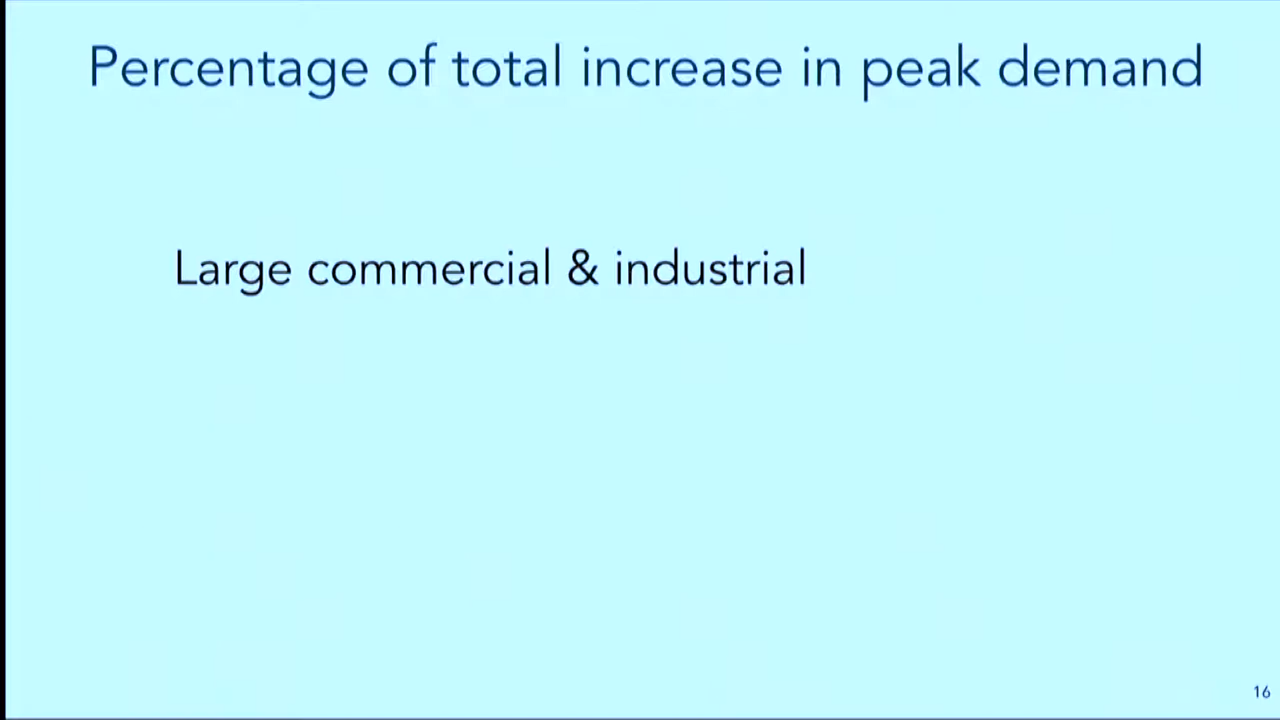 Percentage of total increase in peak demand
Large commercial & industrial
16